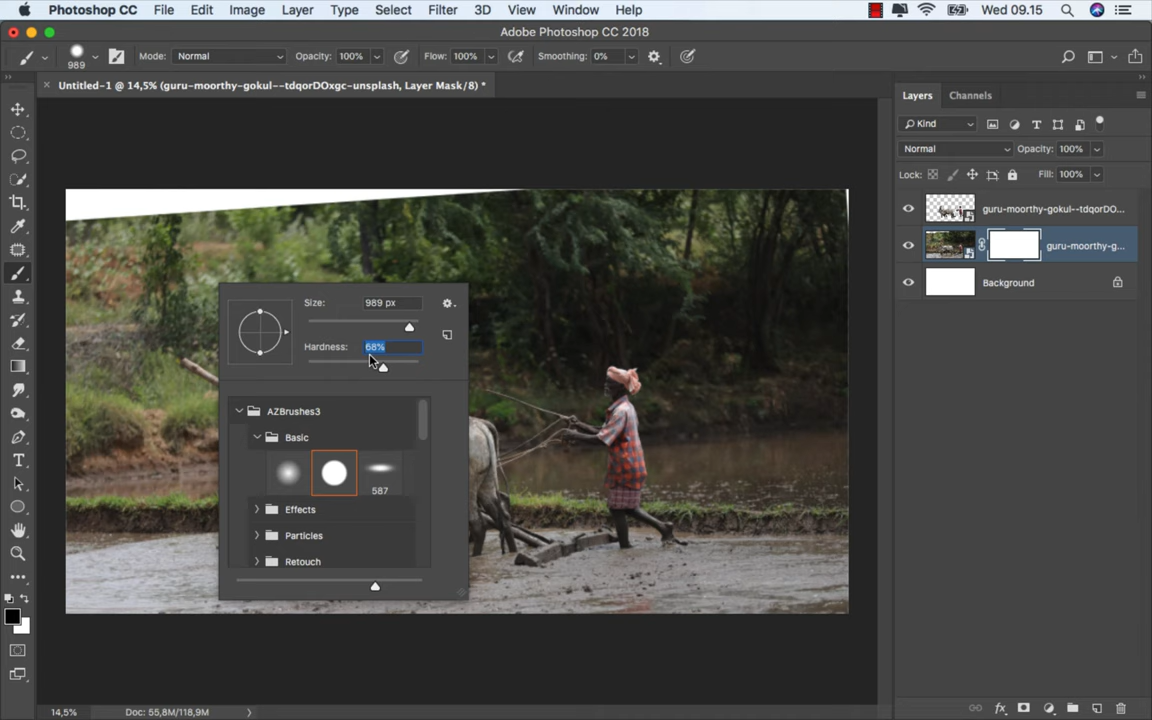 Photoshop CC File Edit Image Layer Type Select Filter 3D View Window Help Wed 09.15
Adobe Photoshop CC 2018
989 Mode: Normal Opacity: 100% Flow: 100% Smoothing: 0%
Untitled-1 @ 14,5% (guru-moorthy-gokul--tdqorDOxgc-unsplash, Layer Mask/8) *
Layers Channels
Kind
Normal Opacity: 100%
Lock: Fill: 100%
guru-moorthy-gokul--tdqorDO...
guru-moorthy-g...
Background
Size: 989 px
Hardness: 68%
AZBrushes3
Basic
587
Effects
Particles
Retouch
14,5% Doc: 55,8M/118,9M